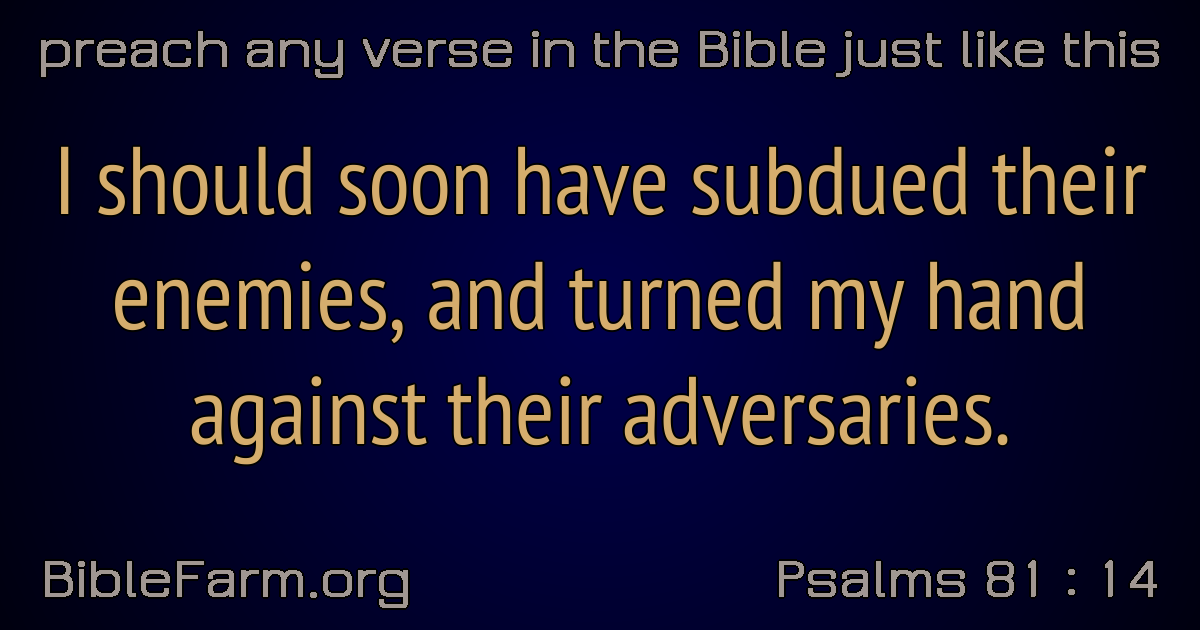 preach any verse in the Bible just like this
I should soon have subdued their
enemies, and turned my hand
against their adversaries.
BibleFarm.org
Psalms 81 : 14